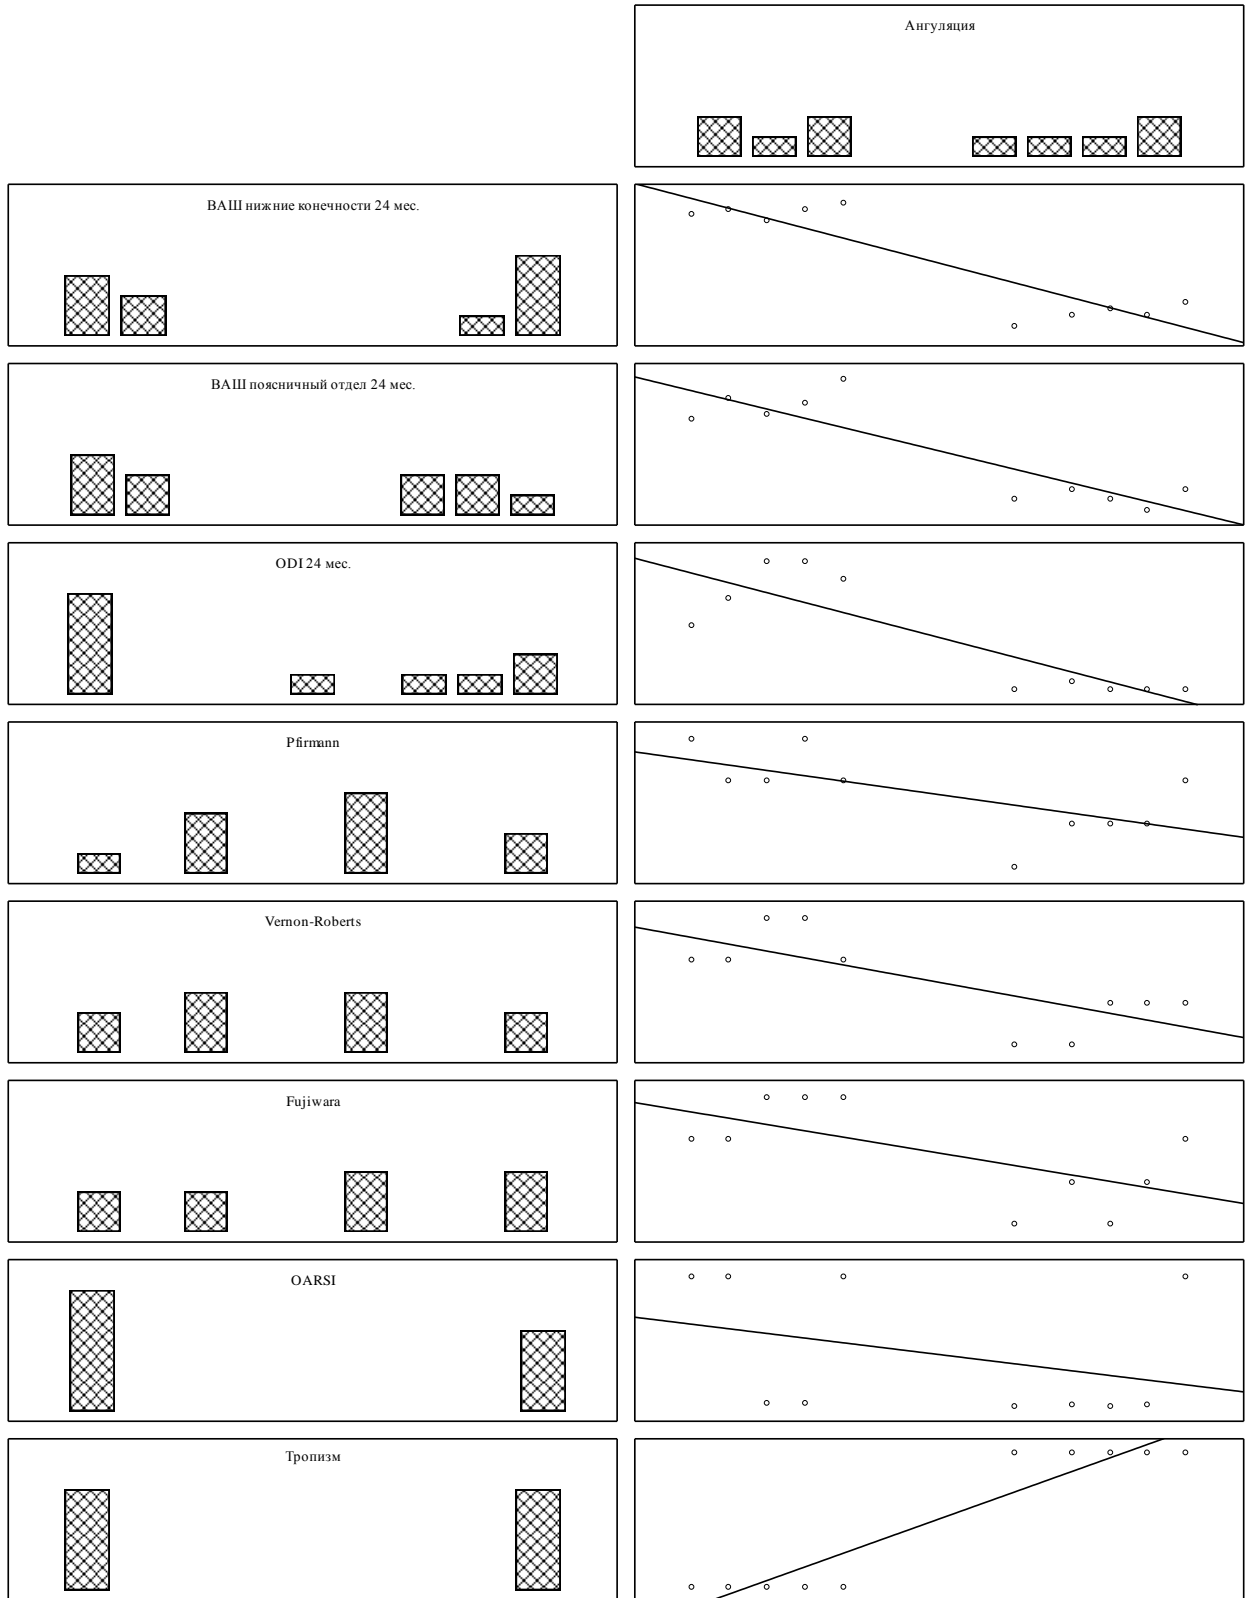 Ангуляция
ВАШ нижние конечности 24 мес.
ВАШ поясничный отдел 24 мес.
ODI 24 мес.
Pfirmann
Vernon-Roberts
Fujiwara
OARSI
Тропизм